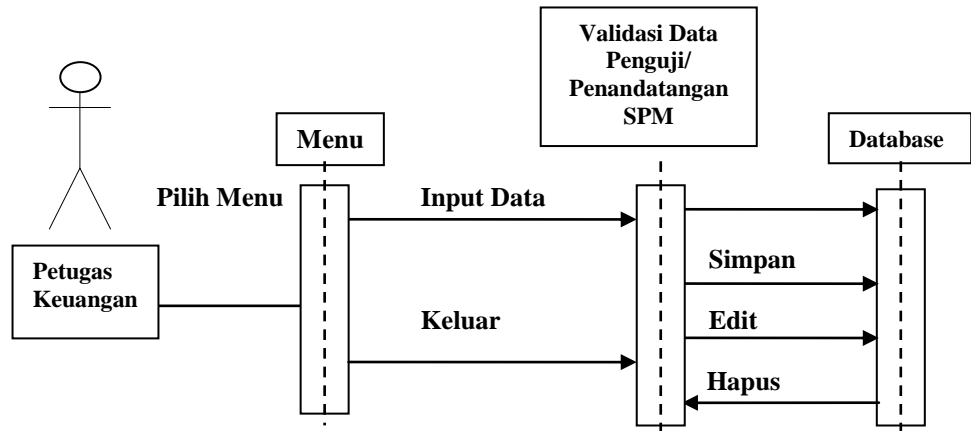 Validasi Data
Penguji/
Penandatangan
SPM
Menu
Database
Pilih Menu
Input Data
Petugas
Keuangan
Simpan
Keluar
Edit
Hapus